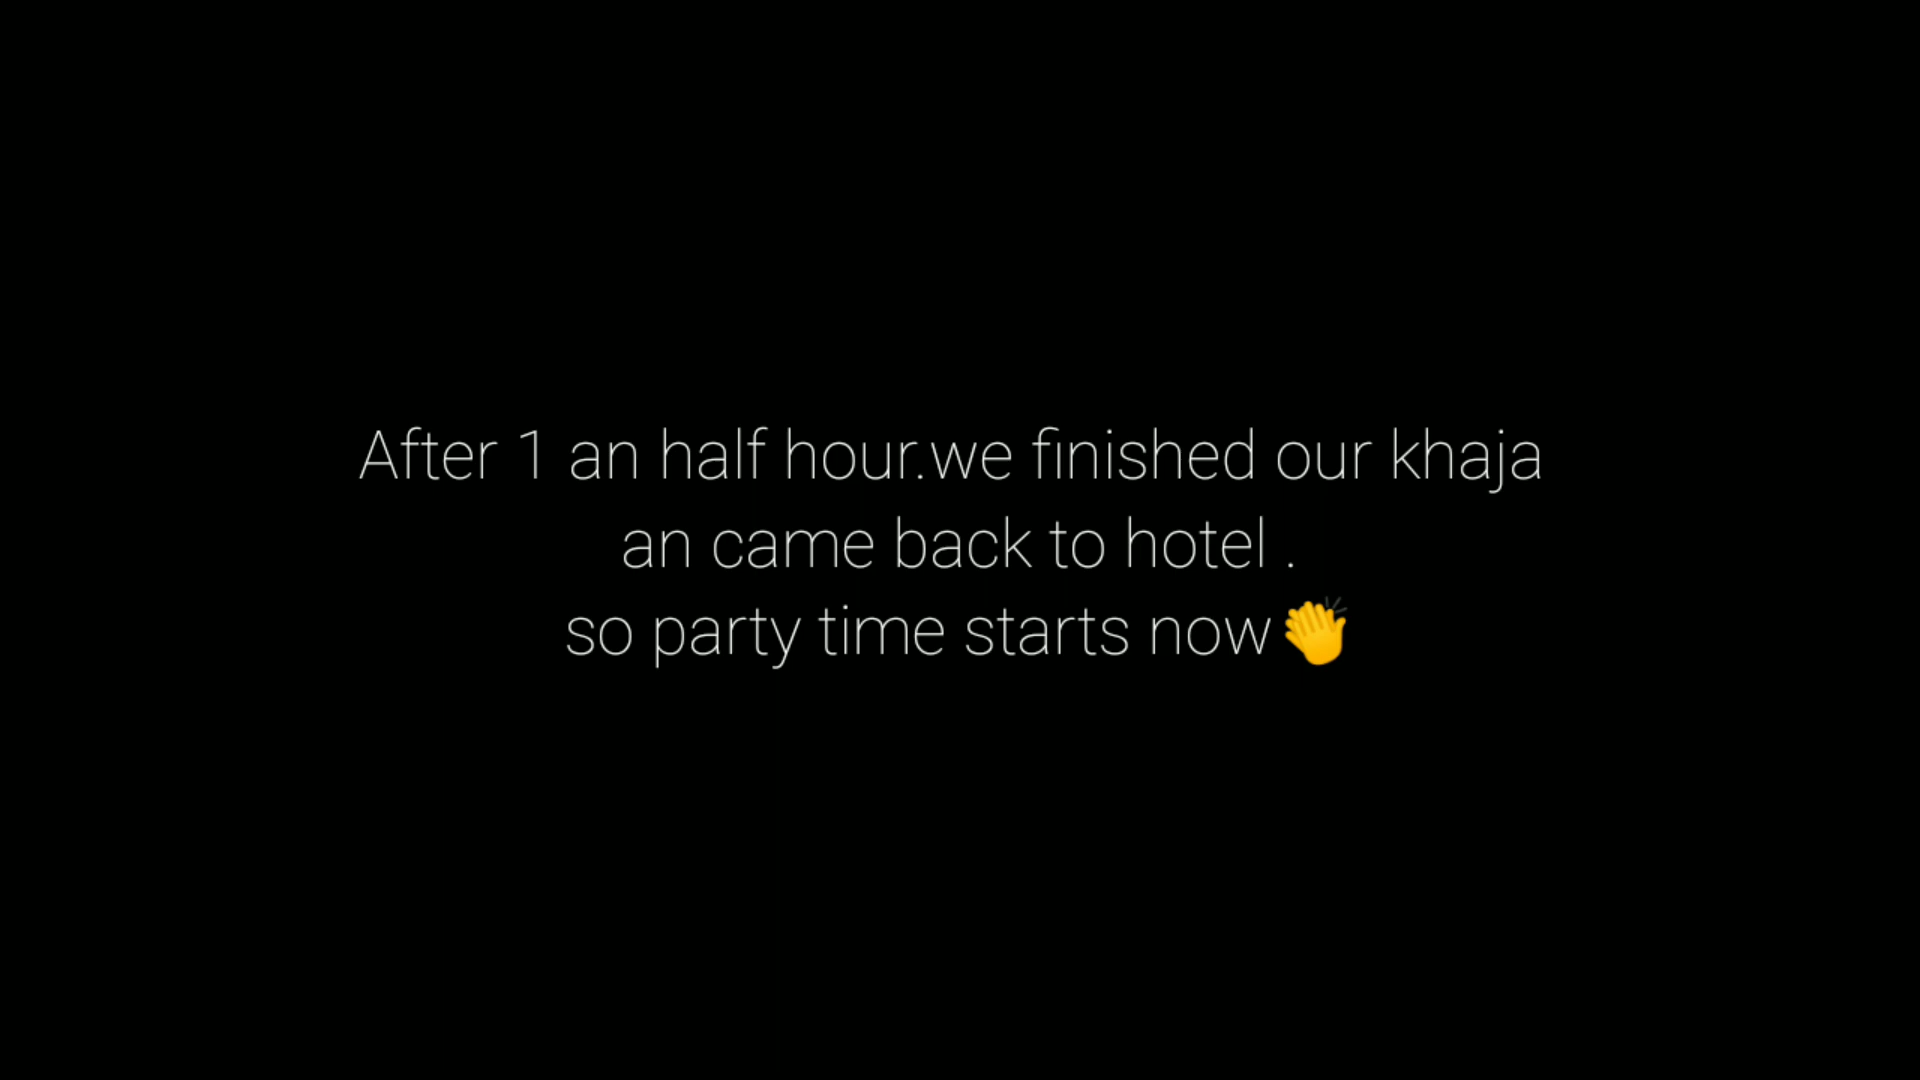 After 1 an half hour.we finished our khaja
an came back to hotel .
so party time starts now👏